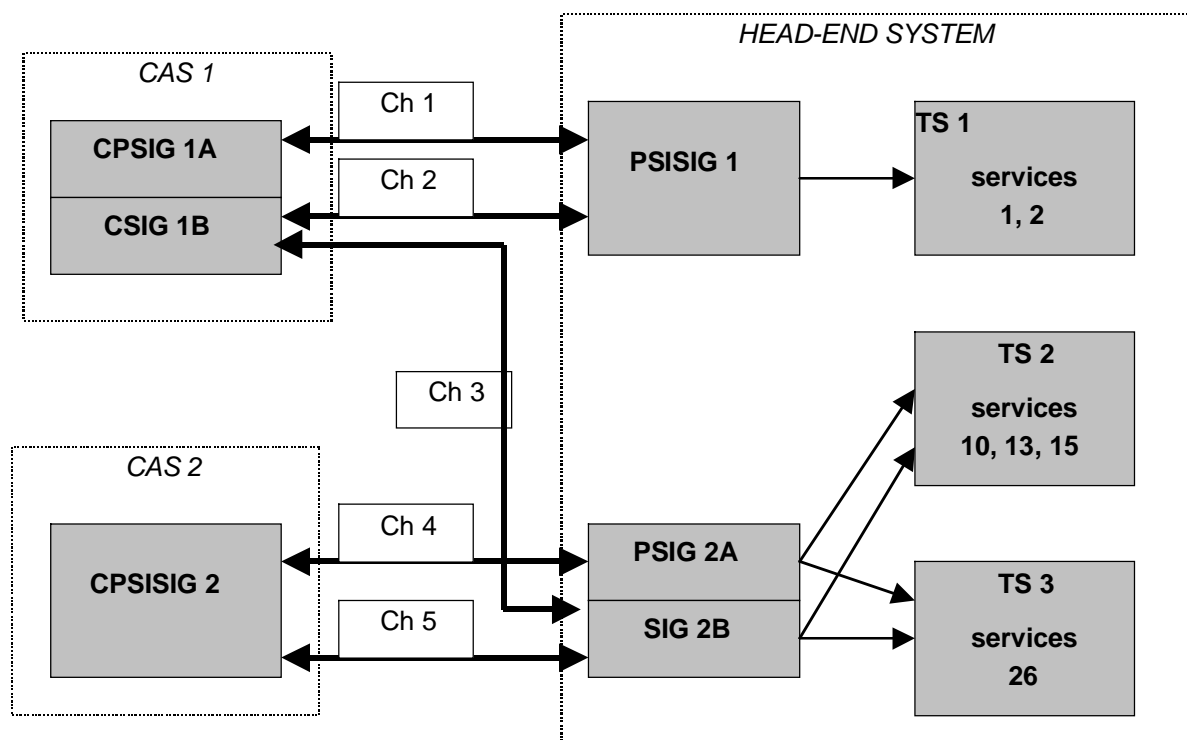 HEAD-END SYSTEM
CAS 1
Ch 1
CPSIG 1A
PSISIG 1
TS 1
services
1, 2
Ch 2
CSIG 1B
Ch 3
TS 2
services
10, 13, 15
CAS 2
Ch 4
CPSISIG 2
PSIG 2A
TS 3
Ch 5
SIG 2B
services
26